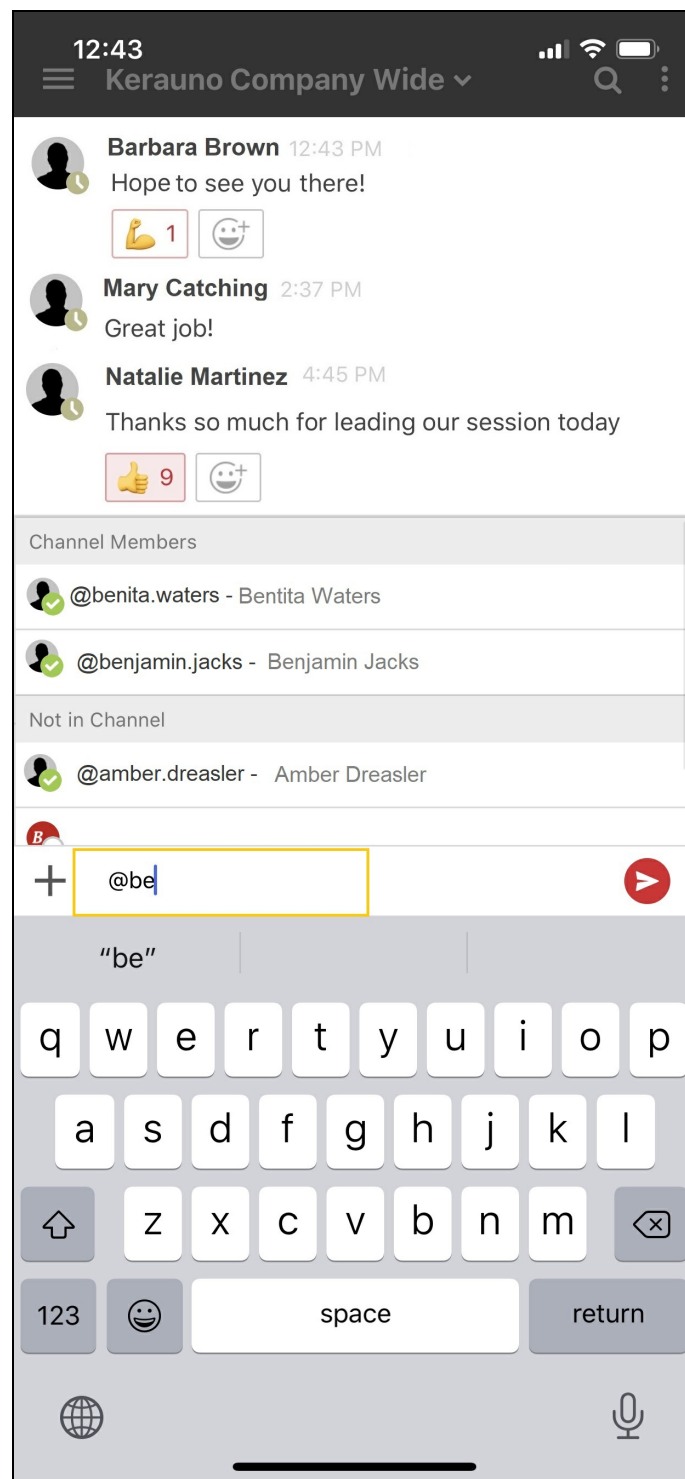 12:43
Kerauno Company Wide
Barbara Brown 12:43 PM
Hope to see you there!
1
Mary Catching 2:37 PM
Great job!
Natalie Martinez 4:45 PM
Thanks so much for leading our session today
9
Channel Members
@benita.waters - Bentita Waters
@benjamin.jacks - Benjamin Jacks
Not in Channel
@amber.dreasler - Amber Dreasler
B
@be
“be”
q w e r t y u i o p
a s d f g h j k l
z x c v b n m
123 space return